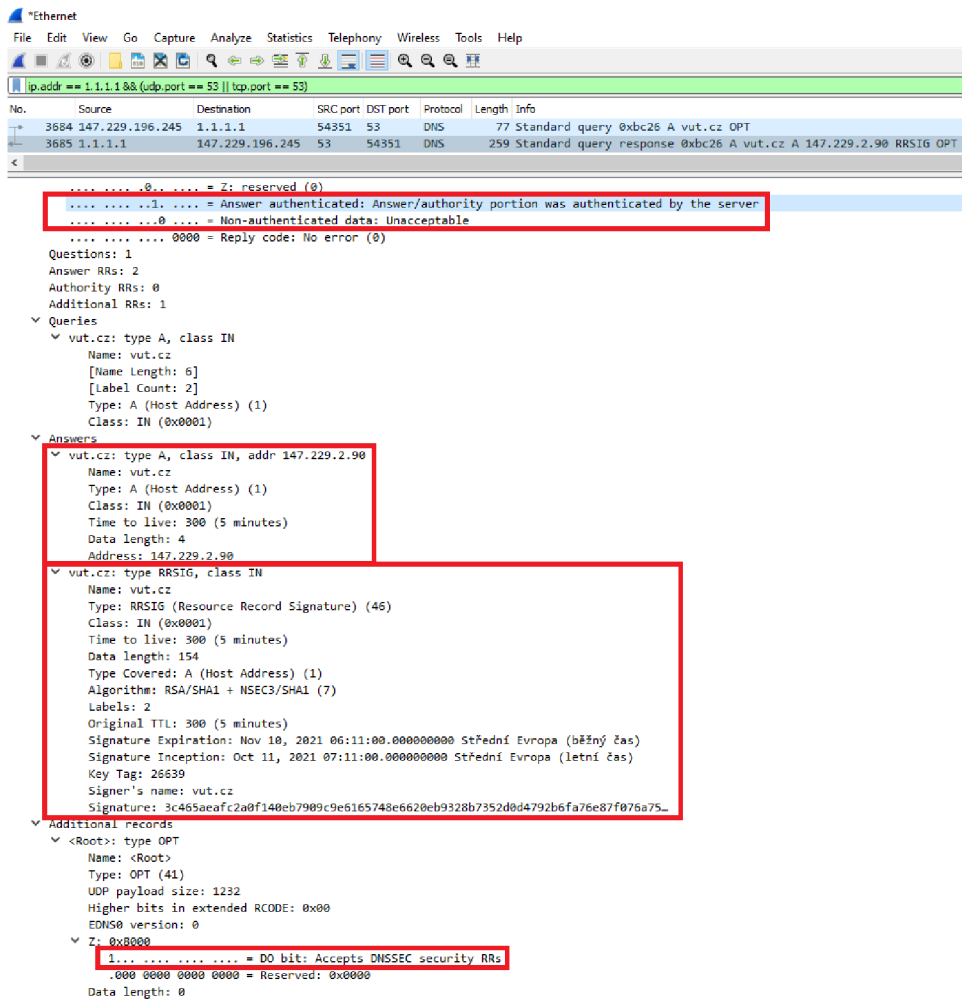 *Ethernet
File Edit View Go Capture Analyze Statistics Telephony Wireless Tools Help
ip.addr == 1.1.1.1 && (udp.port == 53 || tcp.port == 53)
No. Source Destination SRC port DST port Protocol Length Info
3684 147.229.196.245 1.1.1.1 54351 53 DNS 77 Standard query 0xbc26 A vut.cz OPT
3685 1.1.1.1 147.229.196.245 53 54351 DNS 259 Standard query response 0xbc26 A vut.cz A 147.229.2.90 RRSIG OPT
.... .... .0.. .... = Z: reserved (0)
.... .... ..1. .... = Answer authenticated: Answer/authority portion was authenticated by the server
.... .... ...0 .... = Non-authenticated data: Unacceptable
.... .... .... 0000 = Reply code: No error (0)
Questions: 1
Answer RRs: 2
Authority RRs: 0
Additional RRs: 1
Queries
vut.cz: type A, class IN
Name: vut.cz
[Name Length: 6]
[Label Count: 2]
Type: A (Host Address) (1)
Class: IN (0x0001)
Answers
vut.cz: type A, class IN, addr 147.229.2.90
Name: vut.cz
Type: A (Host Address) (1)
Class: IN (0x0001)
Time to live: 300 (5 minutes)
Data length: 4
Address: 147.229.2.90
vut.cz: type RRSIG, class IN
Name: vut.cz
Type: RRSIG (Resource Record Signature) (46)
Class: IN (0x0001)
Time to live: 300 (5 minutes)
Data length: 154
Type Covered: A (Host Address) (1)
Algorithm: RSA/SHA1 + NSEC3/SHA1 (7)
Labels: 2
Original TTL: 300 (5 minutes)
Signature Expiration: Nov 10, 2021 06:11:00.000000000 Střední Evropa (běžný čas)
Signature Inception: Oct 11, 2021 07:11:00.000000000 Střední Evropa (letní čas)
Key Tag: 26639
Signer's name: vut.cz
Signature: 3c465aeafc2a0f140eb7909c9e6165748e6620eb9328b7352d0d4792b6fa76e87f076a75…
Additional records
<Root>: type OPT
Name: <Root>
Type: OPT (41)
UDP payload size: 1232
Higher bits in extended RCODE: 0x00
EDNS0 version: 0
Z: 0x8000
1... .... .... .... = DO bit: Accepts DNSSEC security RRs
.000 0000 0000 0000 = Reserved: 0x0000
Data length: 0